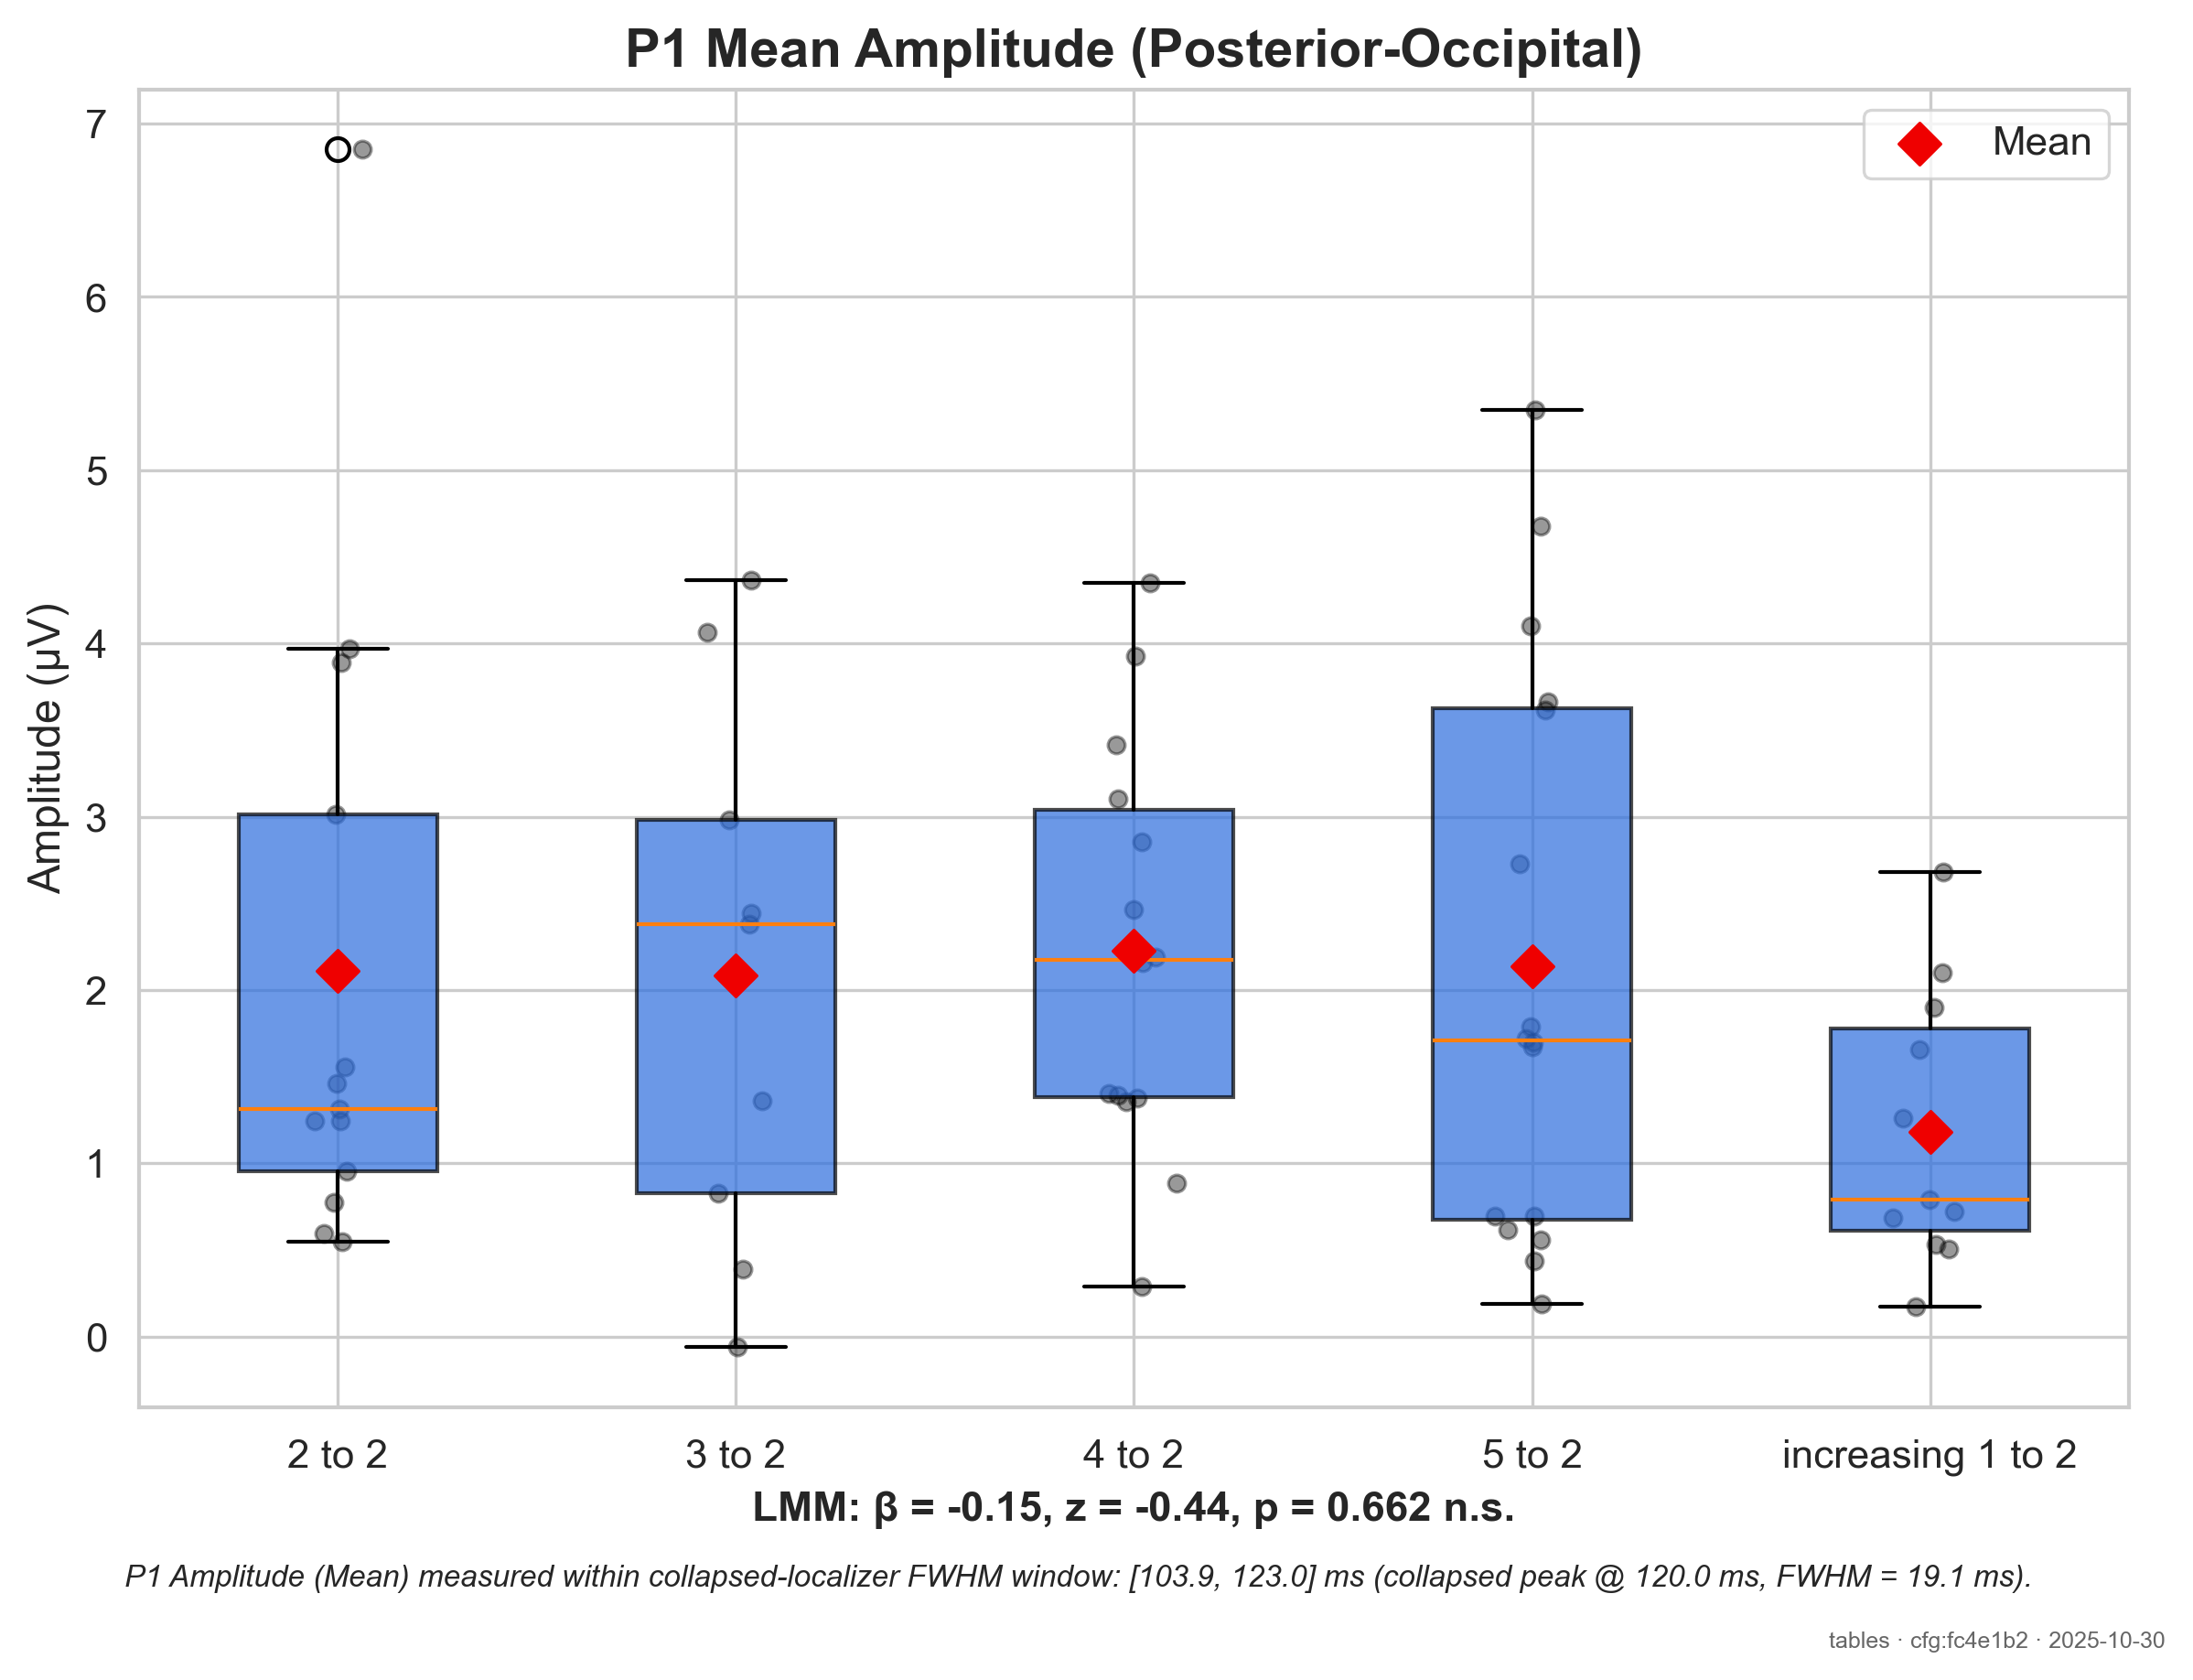 P1 Mean Amplitude (Posterior-Occipital)
Mean
Amplitude (µV)
7
6
5
4
3
2
1
0
2 to 2
3 to 2
4 to 2
5 to 2
increasing 1 to 2
LMM: β = -0.15, z = -0.44, p = 0.662 n.s.
P1 Amplitude (Mean) measured within collapsed-localizer FWHM window: [103.9, 123.0] ms (collapsed peak @ 120.0 ms, FWHM = 19.1 ms).
tables · cfg:fc4e1b2 · 2025-10-30